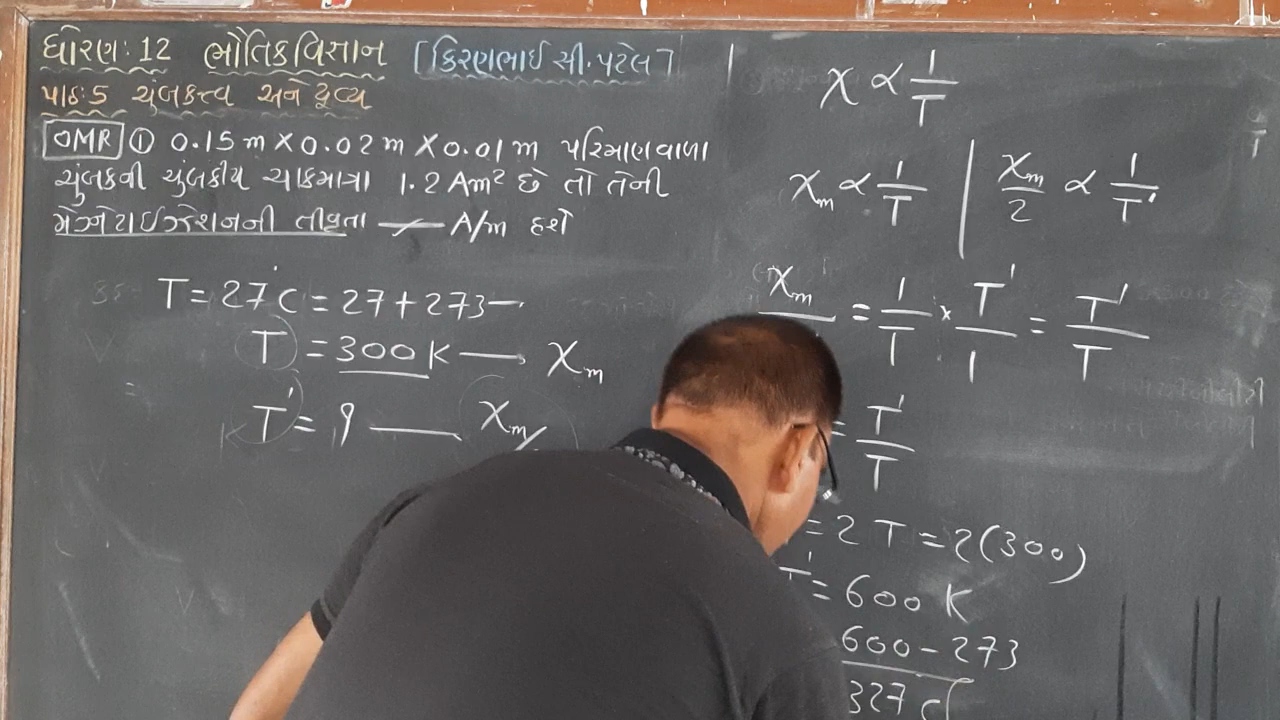 ધોરણ: 12 ભૌતિકવિજ્ઞાન [કિરણભાઈ સી. પટેલ]
પાઠ: 5 ચુંબકત્વ અને દ્રવ્ય
OMR ① 0.15 m × 0.02 m × 0.01 m પરિમાણવાળા
ચુંબકની ચુંબકીય ચાકમાત્રા 1.2 Am² છે તો તેની
મેગ્નેટાઈઝેશનની તીવ્રતા — A/m હશે
T = 27°C = 27 + 273
T = 300 K — χm
T' = ? — χm/
χ ∝ 1/T
χm ∝ 1/T | χm/2 ∝ 1/T'
χm = 1/T × T'/1 = T'/T
= T'/T
= 2 T = 2(300)
T' = 600 K
600 - 273
327 C